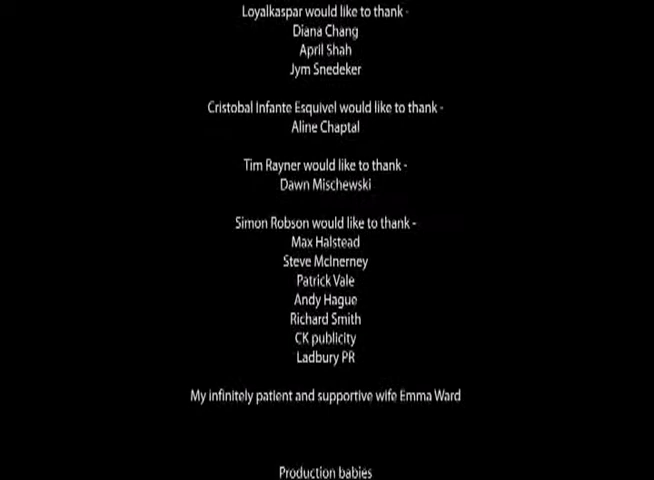 Loyalkaspar would like to thank -
Diana Chang
April Shah
Jym Snedeker
Cristobal Infante Esquivel would like to thank -
Aline Chaptal
Tim Rayner would like to thank -
Dawn Mischewski
Simon Robson would like to thank -
Max Halstead
Steve McInerney
Patrick Vale
Andy Hague
Richard Smith
CK publicity
Ladbury PR
My infinitely patient and supportive wife Emma Ward
Production babies